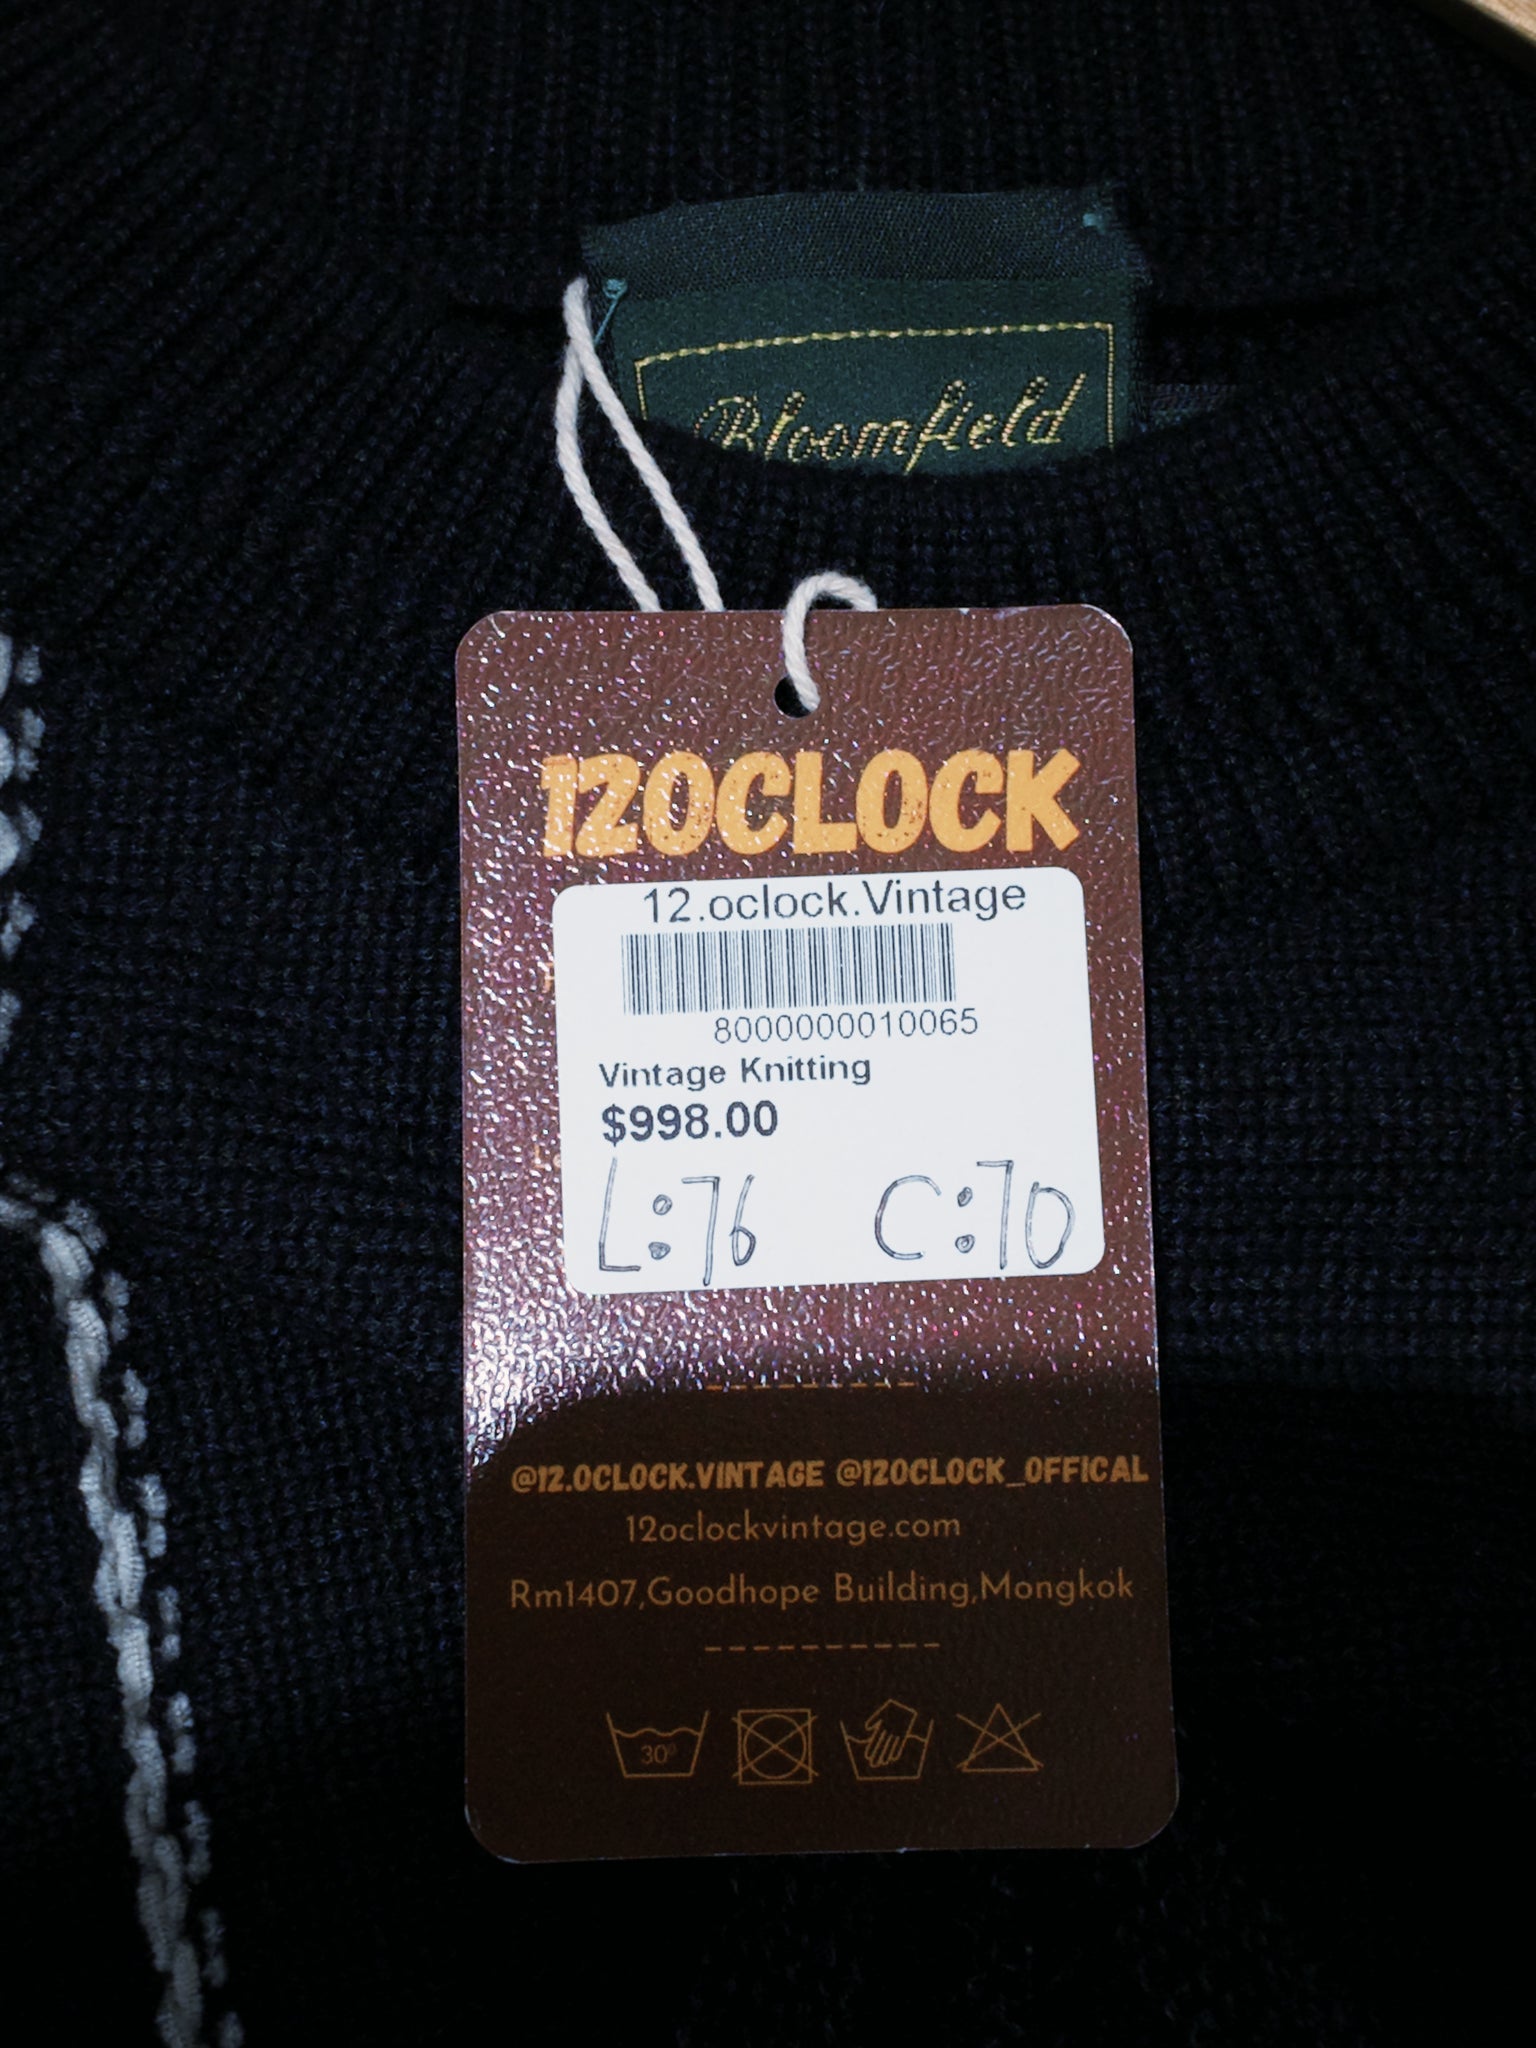 Bloomfield
12OCLOCK
12.oclock.Vintage
8000000010065
Vintage Knitting
$998.00
L:76 C:70
----------
@12.OCLOCK.VINTAGE @12OCLOCK_OFFICAL
12oclockvintage.com
Rm1407,Goodhope Building,Mongkok
----------
30°